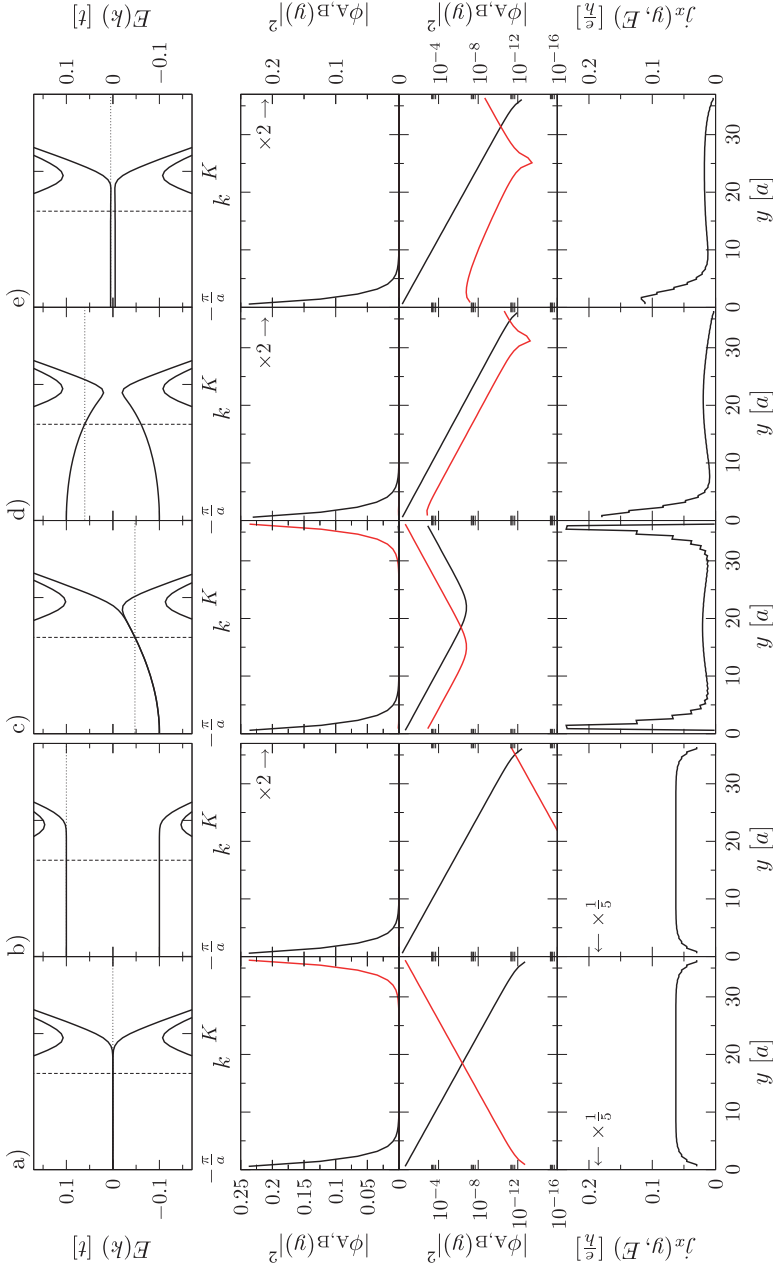 a) b) c) d) e)
E(k) [t] 0.1 0 −0.1 0.1 0 −0.1 E(k) [t]
−π/a k K −π/a k K −π/a k K −π/a k K −π/a k K
|ϕA,B(y)|² 0.25 0.2 0.15 0.1 0.05 0 ×2 → ×2 → ×2 → 0.2 0.1 0 |ϕA,B(y)|²
|ϕA,B(y)|² 10−4 10−8 10−12 10−16 10−4 10−8 10−12 10−16 |ϕA,B(y)|²
jx(y, E) [e/h] 0.2 0.1 0 ← ×1/5 ← ×1/5 0.2 0.1 0 jx(y, E) [e/h]
0 10 20 30 0 10 20 30 0 10 20 30 0 10 20 30 0 10 20 30
y [a] y [a] y [a] y [a] y [a]